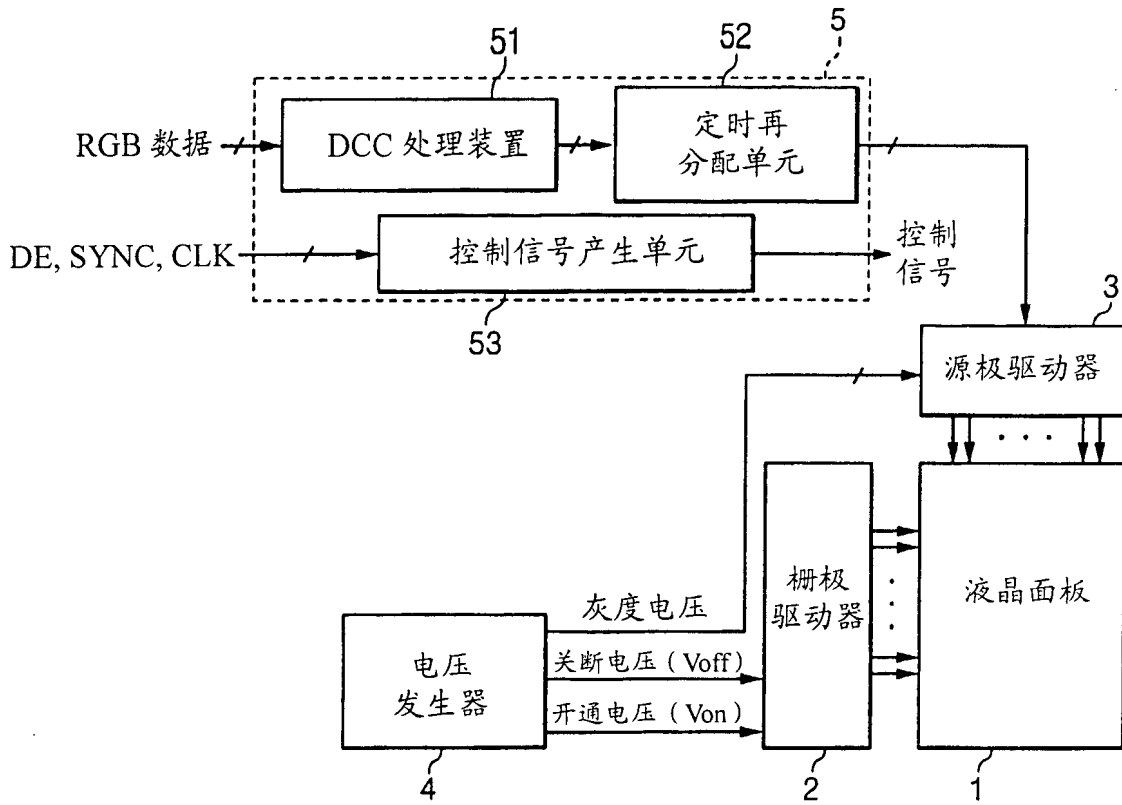 51
52
5
RGB 数据
DCC 处理装置
定时再
分配单元
DE, SYNC, CLK
控制信号产生单元
控制
信号
53
3
源极驱动器
. . .
灰度电压
栅极
驱动器
液晶面板
电压
发生器
关断电压（Voff）
开通电压（Von）
4
2
1